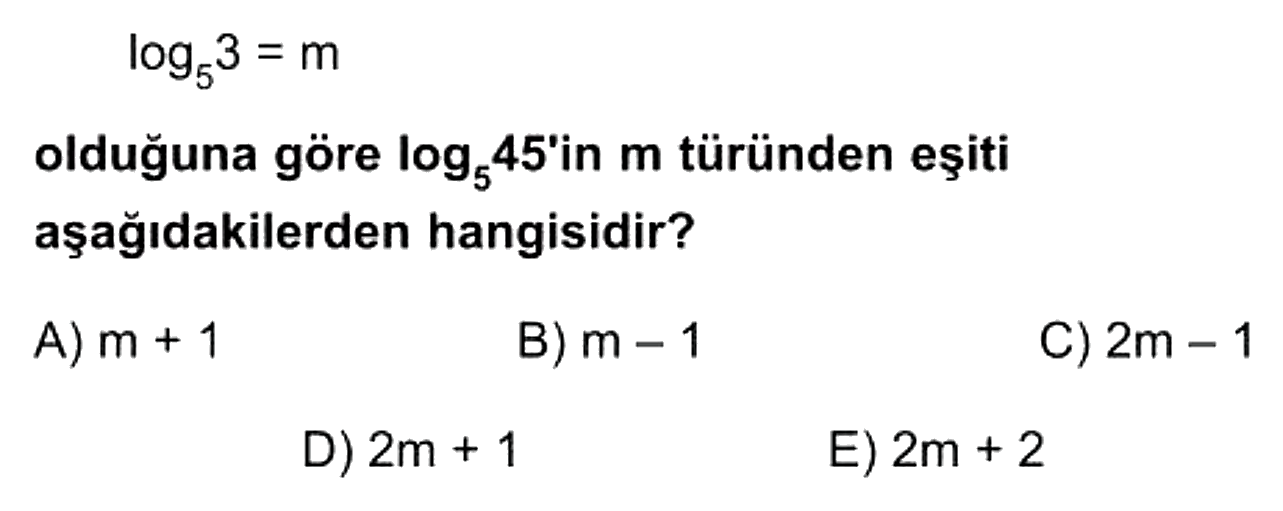 log₅3 = m
olduğuna göre log₅45'in m türünden eşiti
aşağıdakilerden hangisidir?
A) m + 1 B) m – 1 C) 2m – 1
D) 2m + 1 E) 2m + 2